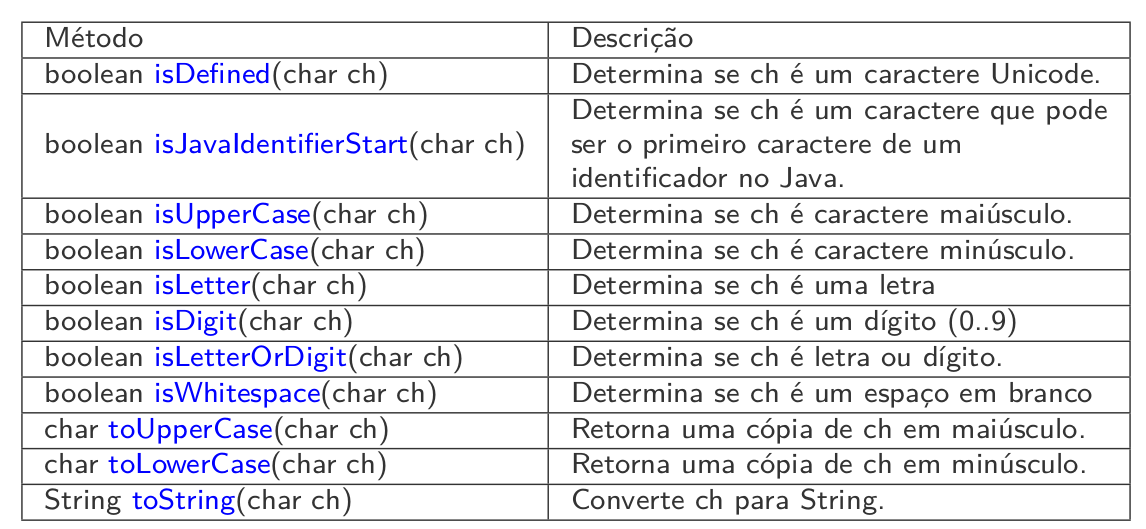 Método Descrição
boolean isDefined(char ch) Determina se ch é um caractere Unicode.
Determina se ch é um caractere que pode
boolean isJavaIdentifierStart(char ch) ser o primeiro caractere de um
identificador no Java.
boolean isUpperCase(char ch) Determina se ch é caractere maiúsculo.
boolean isLowerCase(char ch) Determina se ch é caractere minúsculo.
boolean isLetter(char ch) Determina se ch é uma letra
boolean isDigit(char ch) Determina se ch é um dígito (0..9)
boolean isLetterOrDigit(char ch) Determina se ch é letra ou dígito.
boolean isWhitespace(char ch) Determina se ch é um espaço em branco
char toUpperCase(char ch) Retorna uma cópia de ch em maiúsculo.
char toLowerCase(char ch) Retorna uma cópia de ch em minúsculo.
String toString(char ch) Converte ch para String.